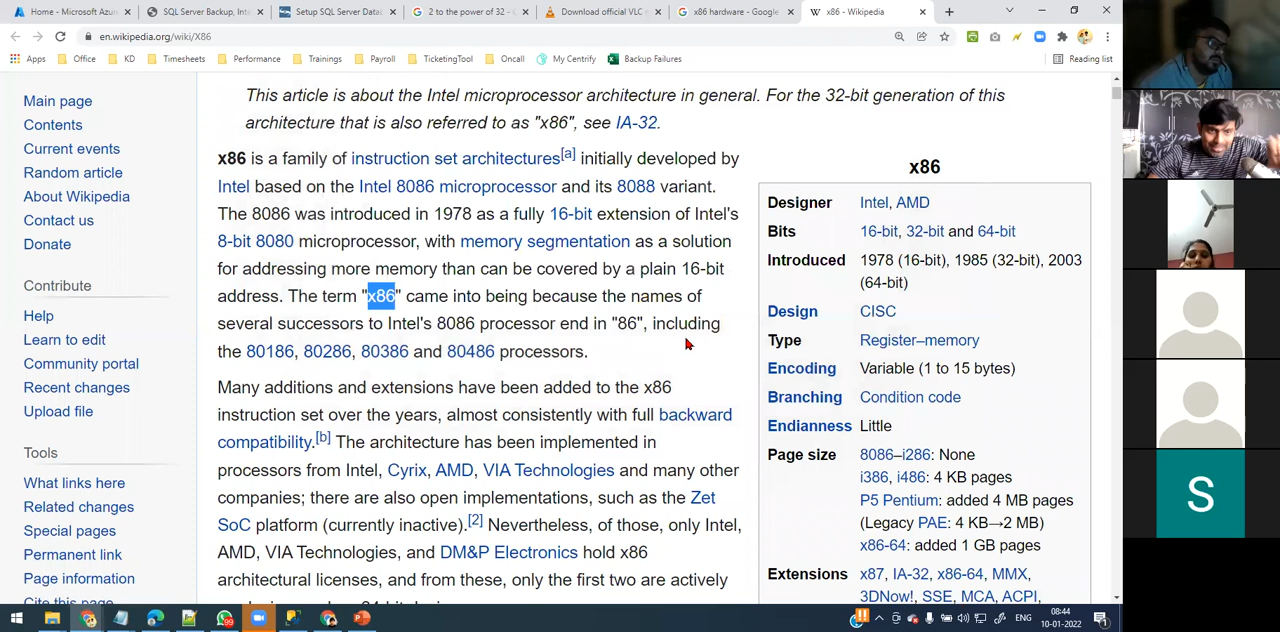 Home - Microsoft Azur
SQL Server Backup, Int
Setup SQL Server Data
2 to the power of 32 -
Download official VLC m
x86 hardware - Google
x86 - Wikipedia
en.wikipedia.org/wiki/X86
Apps Office KD Timesheets Performance Trainings Payroll TicketingTool Oncall My Centrify Backup Failures Reading list
Main page
Contents
Current events
Random article
About Wikipedia
Contact us
Donate
Contribute
Help
Learn to edit
Community portal
Recent changes
Upload file
Tools
What links here
Related changes
Special pages
Permanent link
Page information
Cite this page
This article is about the Intel microprocessor architecture in general. For the 32-bit generation of this
architecture that is also referred to as "x86", see IA-32.
x86 is a family of instruction set architectures[a] initially developed by
Intel based on the Intel 8086 microprocessor and its 8088 variant.
The 8086 was introduced in 1978 as a fully 16-bit extension of Intel's
8-bit 8080 microprocessor, with memory segmentation as a solution
for addressing more memory than can be covered by a plain 16-bit
address. The term "x86" came into being because the names of
several successors to Intel's 8086 processor end in "86", including
the 80186, 80286, 80386 and 80486 processors.
Many additions and extensions have been added to the x86
instruction set over the years, almost consistently with full backward
compatibility.[b] The architecture has been implemented in
processors from Intel, Cyrix, AMD, VIA Technologies and many other
companies; there are also open implementations, such as the Zet
SoC platform (currently inactive).[2] Nevertheless, of those, only Intel,
AMD, VIA Technologies, and DM&P Electronics hold x86
architectural licenses, and from these, only the first two are actively
x86
Designer Intel, AMD
Bits 16-bit, 32-bit and 64-bit
Introduced 1978 (16-bit), 1985 (32-bit), 2003
(64-bit)
Design CISC
Type Register–memory
Encoding Variable (1 to 15 bytes)
Branching Condition code
Endianness Little
Page size 8086–i286: None
i386, i486: 4 KB pages
P5 Pentium: added 4 MB pages
(Legacy PAE: 4 KB→2 MB)
x86-64: added 1 GB pages
Extensions x87, IA-32, x86-64, MMX,
3DNow!, SSE, MCA, ACPI,
S
99
ENG
08:44
10-01-2022
1